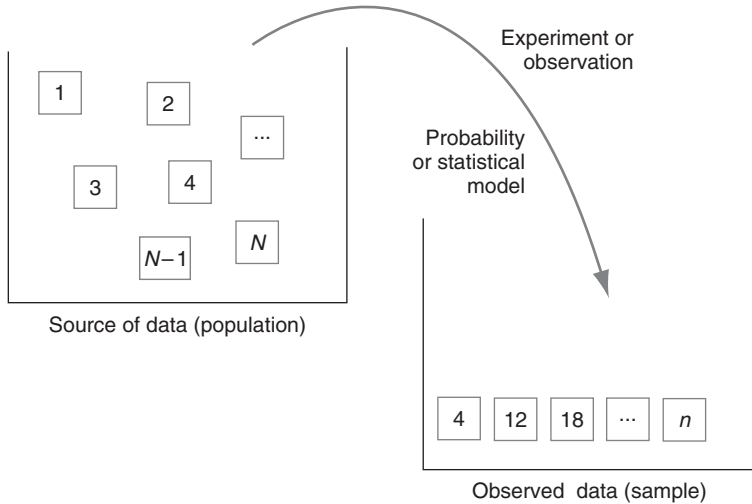 Experiment or
observation
1
2
...
Probability
or statistical
model
3
4
N−1
N
Source of data (population)
4
12
18
...
n
Observed data (sample)